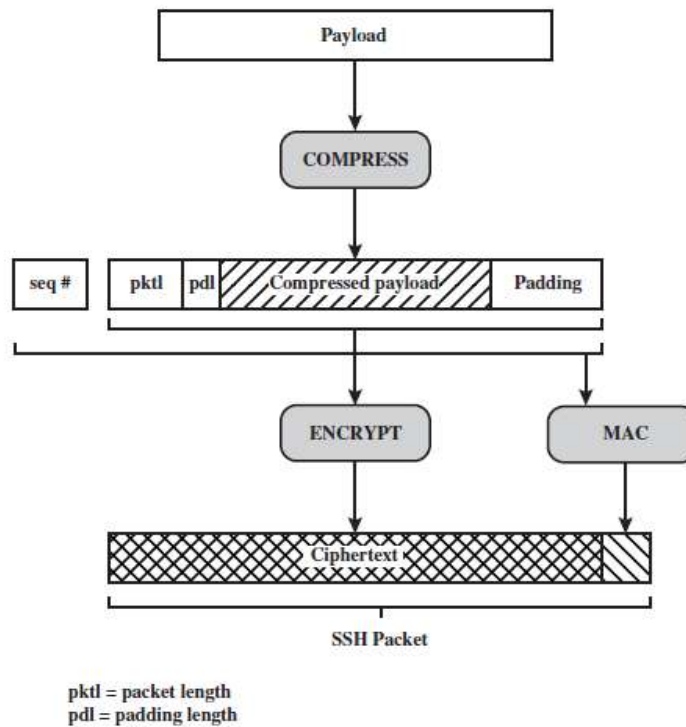 Payload
COMPRESS
seq # pktl pdl Compressed payload Padding
ENCRYPT MAC
Ciphertext
SSH Packet
pktl = packet length
pdl = padding length